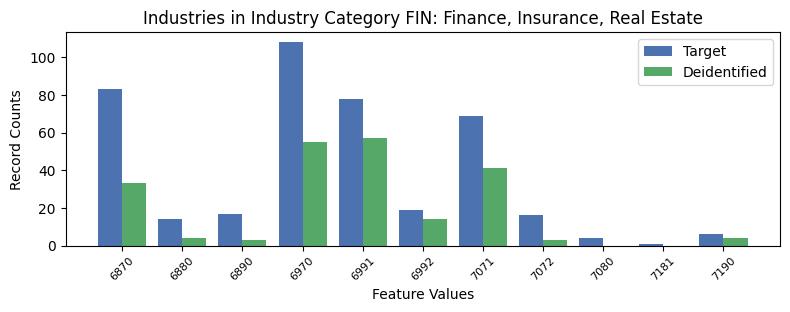 Industries in Industry Category FIN: Finance, Insurance, Real Estate
Target
Deidentified
Record Counts
100
80
60
40
20
0
6870 6880 6890 6970 6991 6992 7071 7072 7080 7181 7190
Feature Values